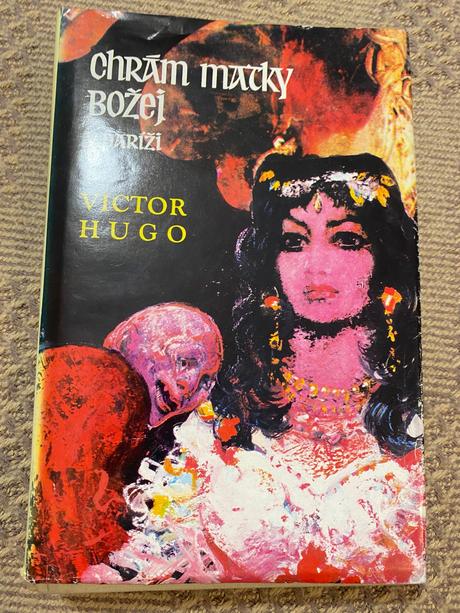 Chrám matky
Božej
v Paríži
VICTOR
HUGO